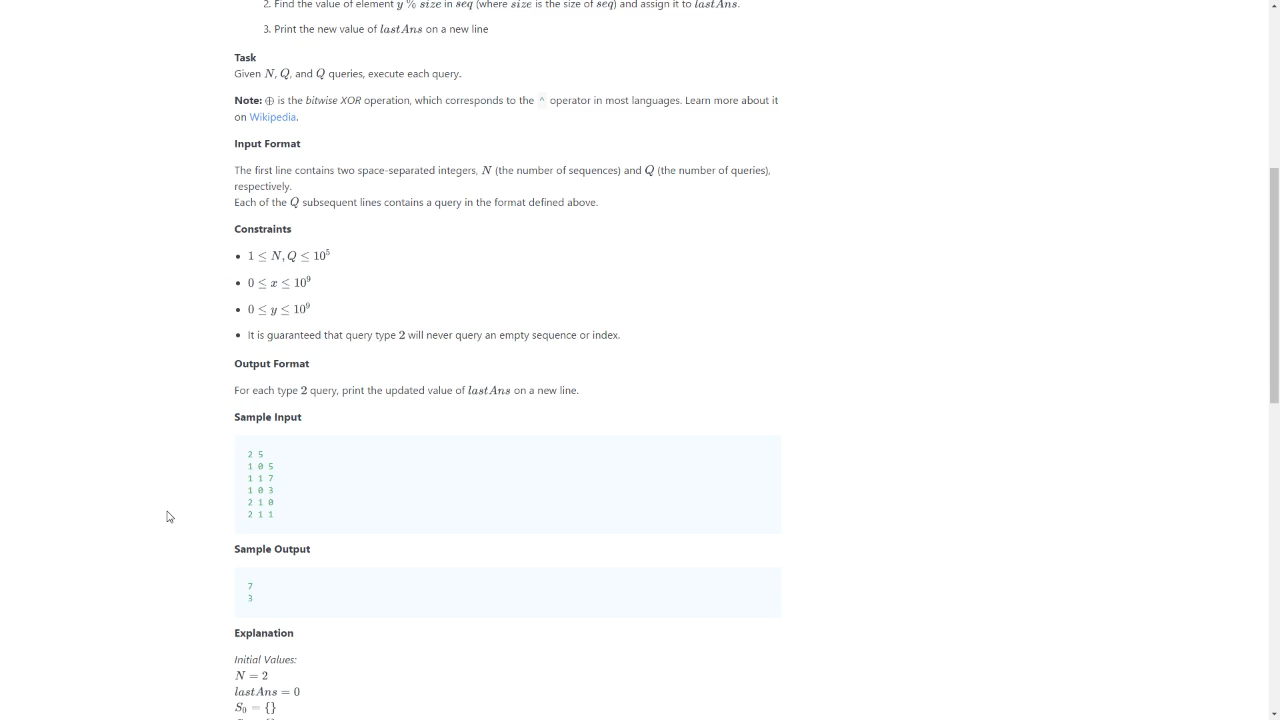 2. Find the value of element y % size in seq (where size is the size of seq) and assign it to lastAns.
3. Print the new value of lastAns on a new line
Task
Given N, Q, and Q queries, execute each query.
Note: ⊕ is the bitwise XOR operation, which corresponds to the ^ operator in most languages. Learn more about it
on Wikipedia.
Input Format
The first line contains two space-separated integers, N (the number of sequences) and Q (the number of queries),
respectively.
Each of the Q subsequent lines contains a query in the format defined above.
Constraints
• 1 ≤ N, Q ≤ 10⁵
• 0 ≤ x ≤ 10⁹
• 0 ≤ y ≤ 10⁹
• It is guaranteed that query type 2 will never query an empty sequence or index.
Output Format
For each type 2 query, print the updated value of lastAns on a new line.
Sample Input
2 5
1 0 5
1 1 7
1 0 3
2 1 0
2 1 1
Sample Output
7
3
Explanation
Initial Values:
N = 2
lastAns = 0
S₀ = {}